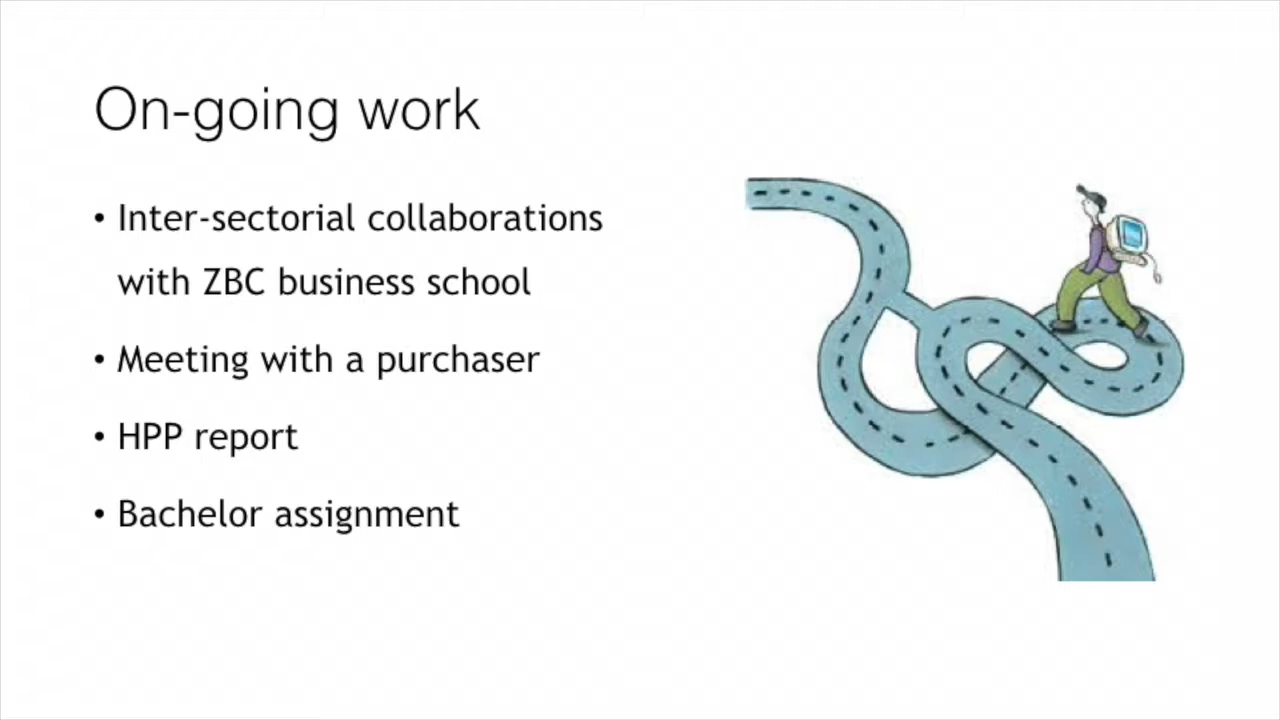 On-going work
• Inter-sectorial collaborations
with ZBC business school
• Meeting with a purchaser
• HPP report
• Bachelor assignment